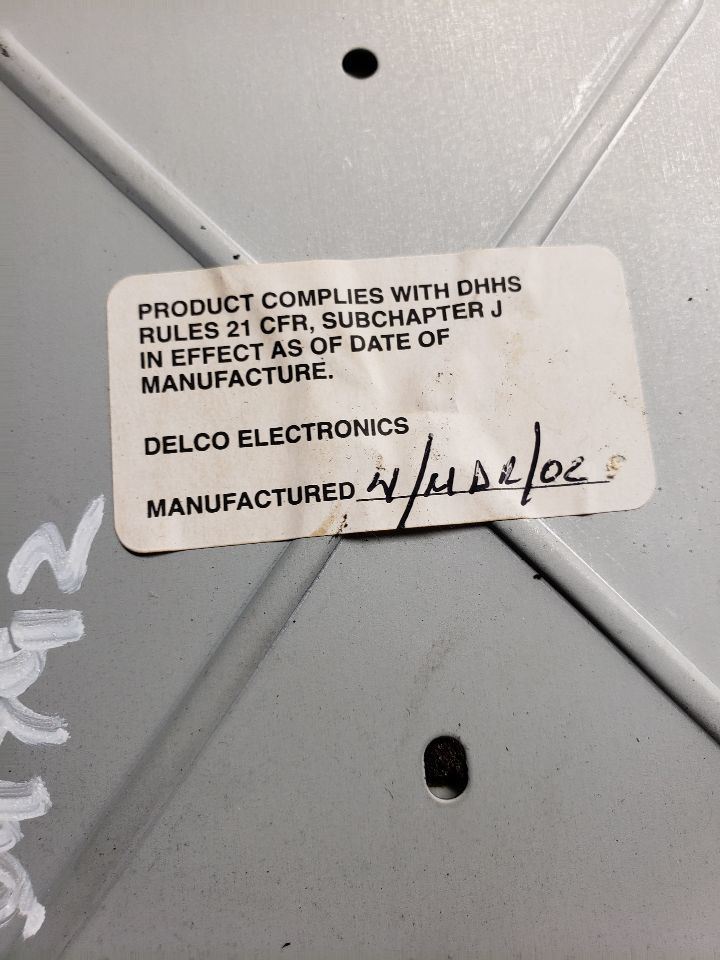 PRODUCT COMPLIES WITH DHHS
RULES 21 CFR, SUBCHAPTER J
IN EFFECT AS OF DATE OF
MANUFACTURE.
DELCO ELECTRONICS
MANUFACTURED W/MAR/02